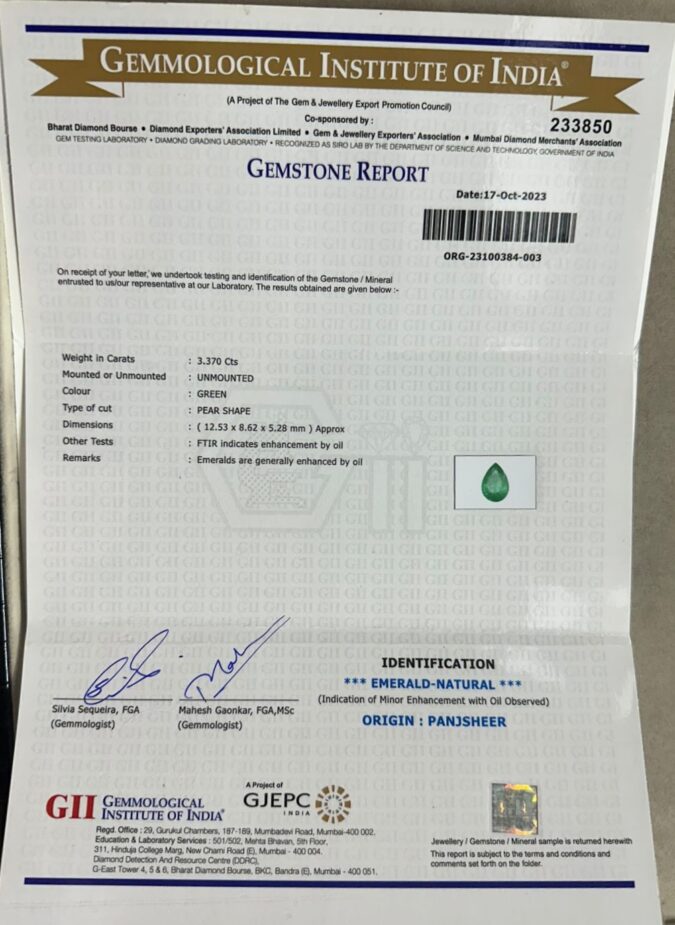 GEMMOLOGICAL INSTITUTE OF INDIA®
(A Project of The Gem & Jewellery Export Promotion Council)
Co-sponsored by :
233850
Bharat Diamond Bourse • Diamond Exporters' Association Limited • Gem & Jewellery Exporters' Association • Mumbai Diamond Merchants' Association
GEM TESTING LABORATORY • DIAMOND GRADING LABORATORY • RECOGNIZED AS SIRO LAB BY THE DEPARTMENT OF SCIENCE AND TECHNOLOGY, GOVERNMENT OF INDIA
GEMSTONE REPORT
Date:17-Oct-2023
ORG-23100384-003
On receipt of your letter, we undertook testing and identification of the Gemstone / Mineral
entrusted to us/our representative at our Laboratory. The results obtained are given below :-
Weight in Carats : 3.370 Cts
Mounted or Unmounted : UNMOUNTED
Colour : GREEN
Type of cut : PEAR SHAPE
Dimensions : ( 12.53 x 8.62 x 5.28 mm ) Approx
Other Tests : FTIR indicates enhancement by oil
Remarks : Emeralds are generally enhanced by oil
GII
Silvia Sequeira, FGA
(Gemmologist)
Mahesh Gaonkar, FGA,MSc
(Gemmologist)
IDENTIFICATION
*** EMERALD-NATURAL ***
(Indication of Minor Enhancement with Oil Observed)
ORIGIN : PANJSHEER
GII GEMMOLOGICAL
INSTITUTE OF INDIA®
A Project of
GJEPC
INDIA
Regd. Office : 29, Gurukul Chambers, 187-189, Mumbadevi Road, Mumbai-400 002.
Education & Laboratory Services : 501/502, Mehta Bhavan, 5th Floor,
311, Hinduja College Marg, New Charni Road (E), Mumbai - 400 004.
Diamond Detection And Resource Centre (DDRC),
G-East Tower 4, 5 & 6, Bharat Diamond Bourse, BKC, Bandra (E), Mumbai - 400 051.
Jewellery / Gemstone / Mineral sample is returned herewith
This report is subject to the terms and conditions and
comments set forth on the folder.